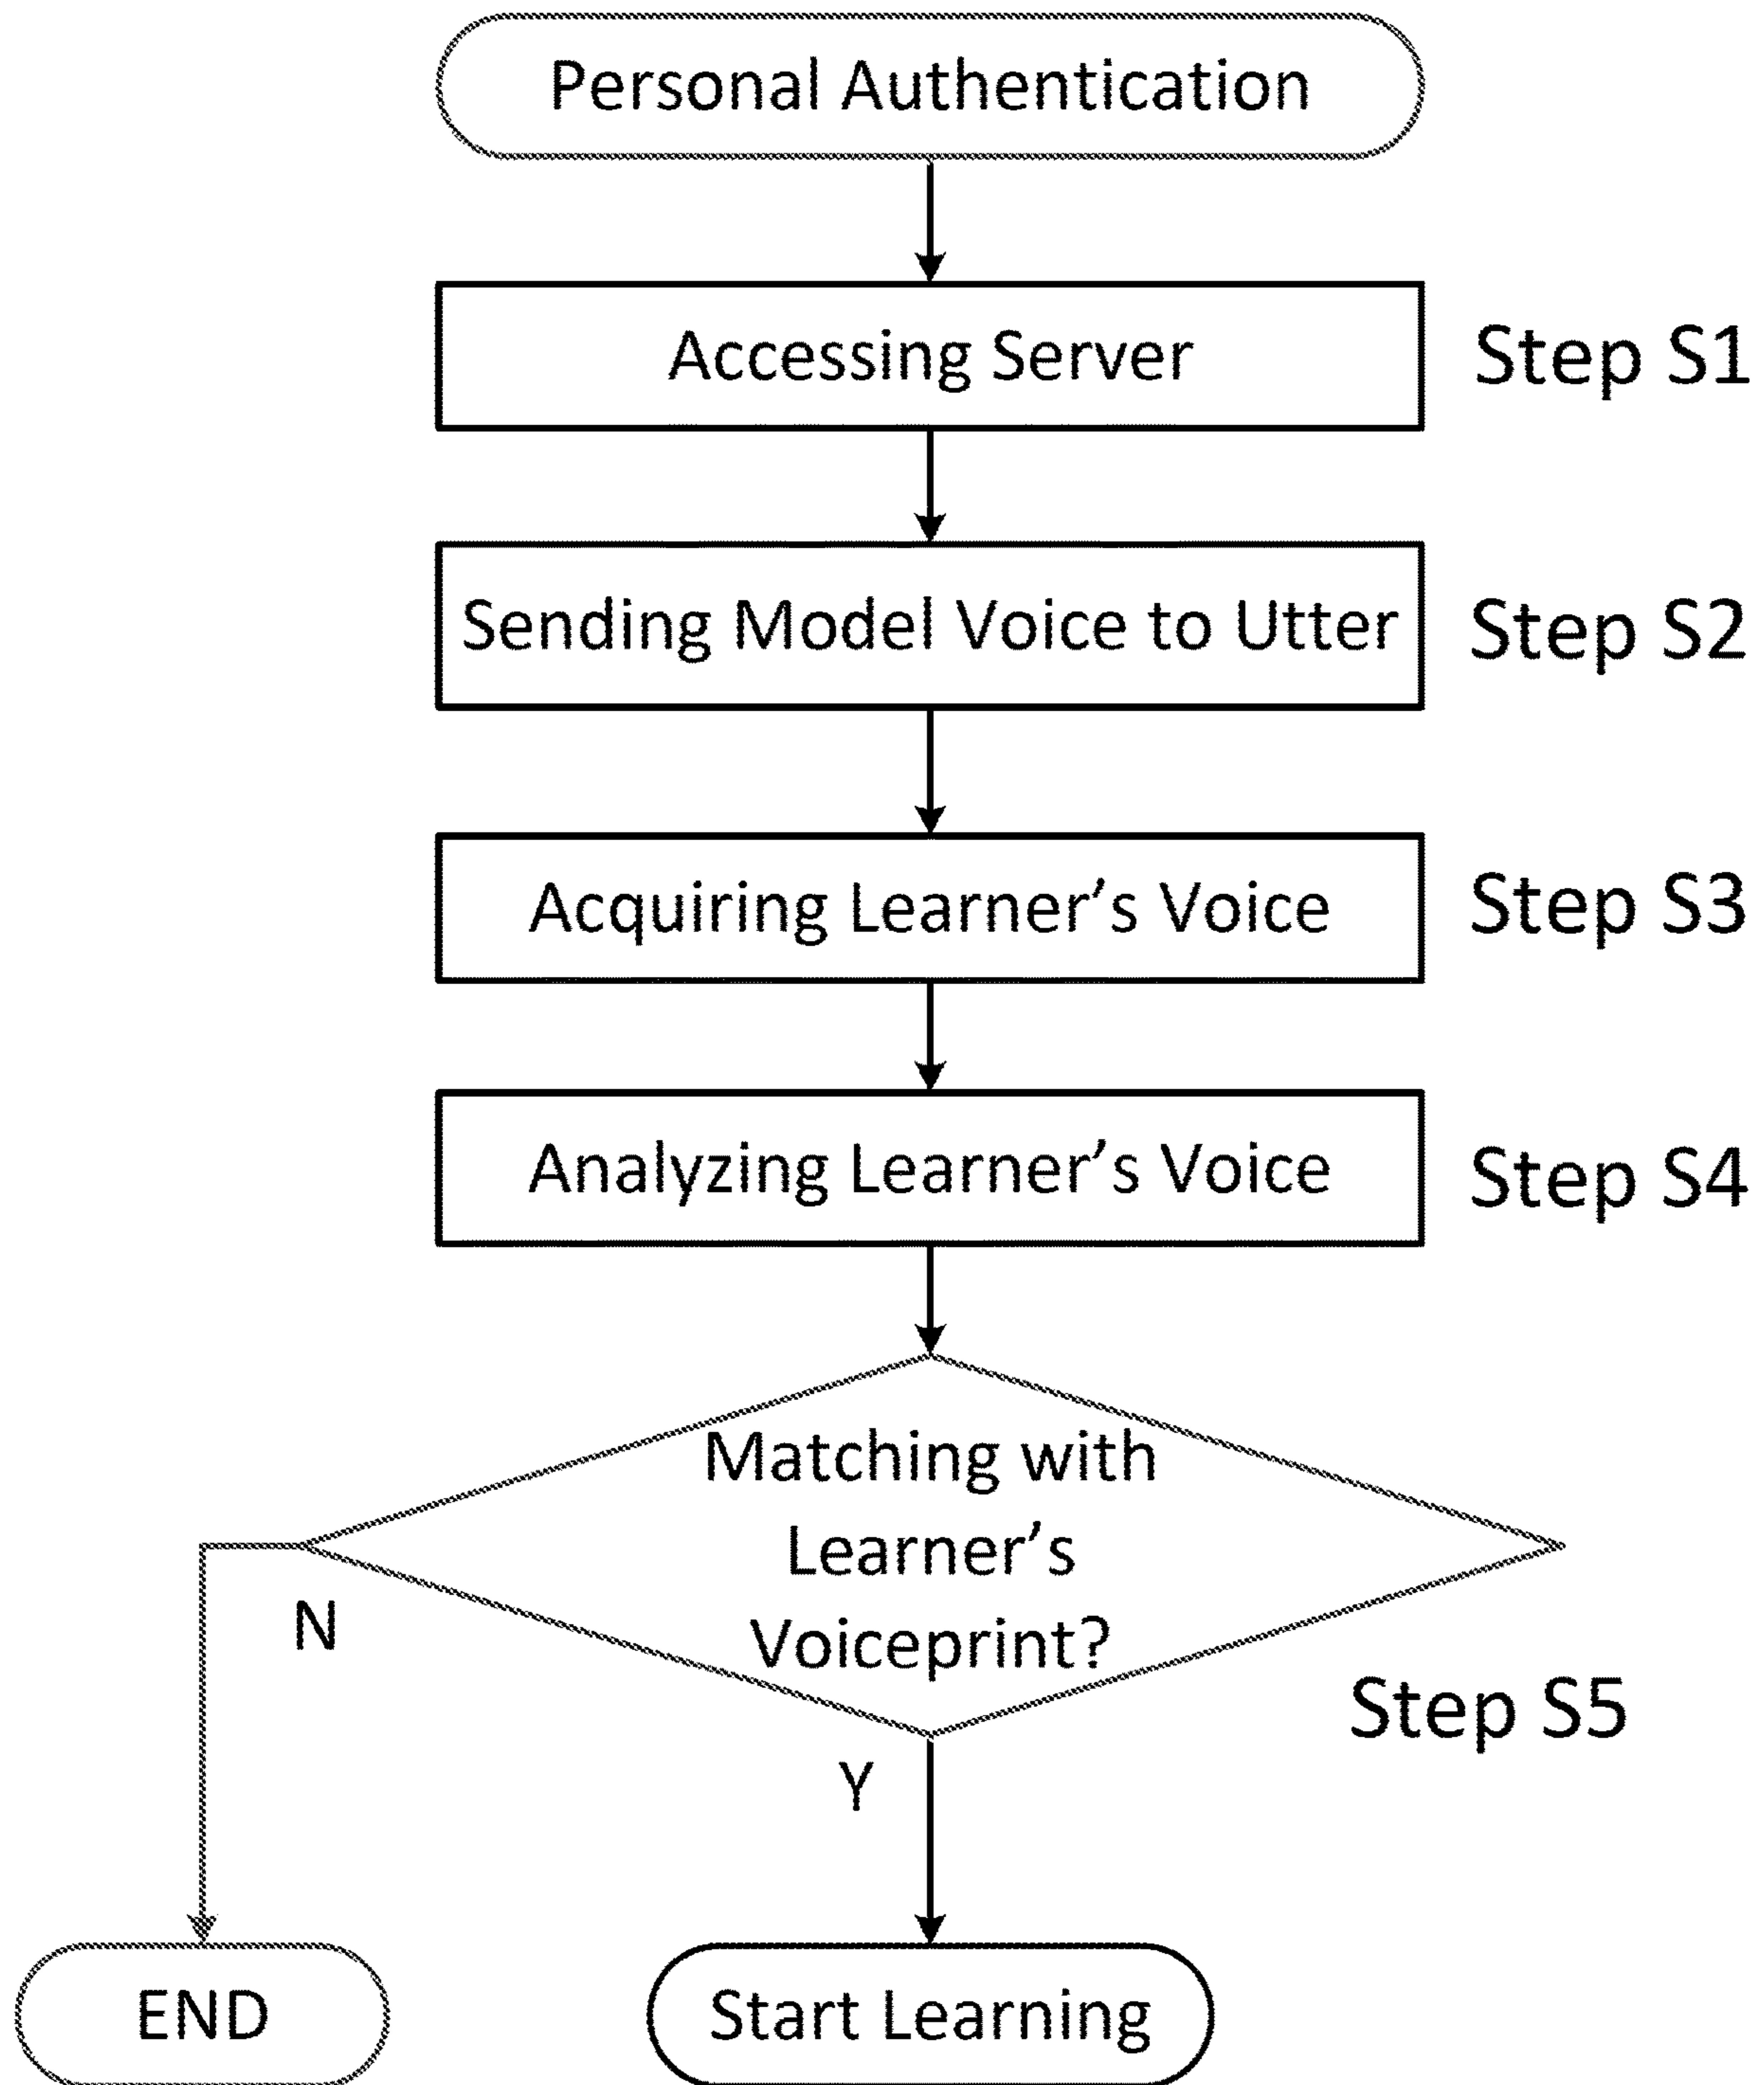 Personal Authentication
Accessing Server
Step S1
Sending Model Voice to Utter
Step S2
Acquiring Learner’s Voice
Step S3
Analyzing Learner’s Voice
Step S4
Matching with
Learner’s
Voiceprint?
N
Step S5
Y
END
Start Learning